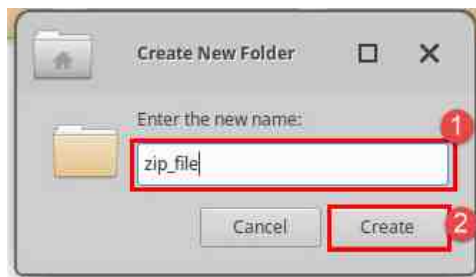 Create New Folder
Enter the new name:
1
zip_file
Cancel
Create
2